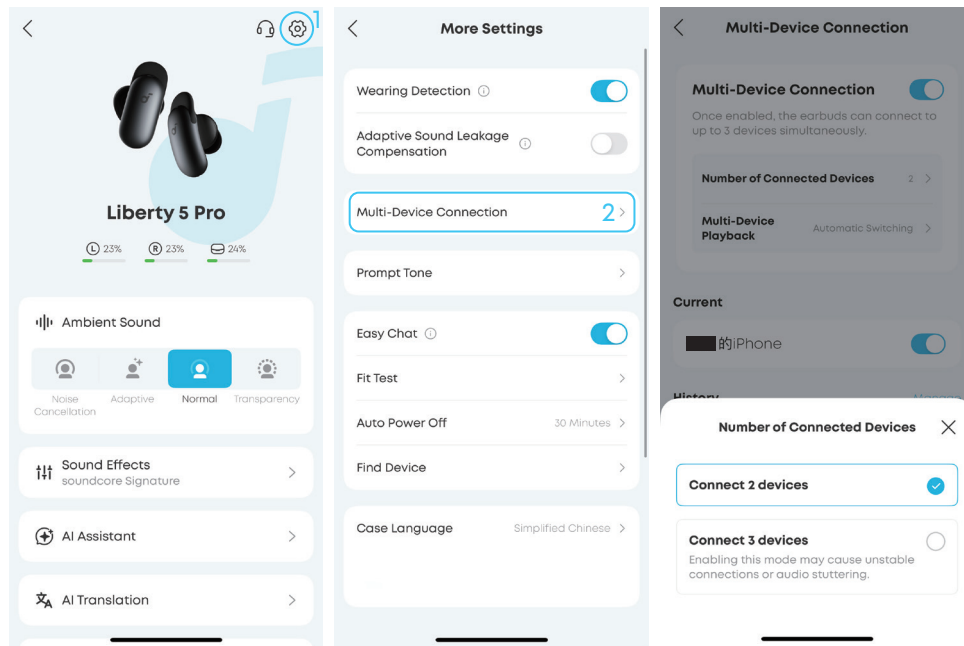 1
Liberty 5 Pro
L 23% R 23% 24%
Ambient Sound
Noise Cancellation
Adaptive
Normal
Transparency
Sound Effects
soundcore Signature
AI Assistant
AI Translation
More Settings
Wearing Detection
Adaptive Sound Leakage
Compensation
Multi-Device Connection 2
Prompt Tone
Easy Chat
Fit Test
Auto Power Off 30 Minutes
Find Device
Case Language Simplified Chinese
Multi-Device Connection
Multi-Device Connection
Once enabled, the earbuds can connect to
up to 3 devices simultaneously.
Number of Connected Devices 2
Multi-Device
Playback Automatic Switching
Current
的iPhone
History Manage
Number of Connected Devices
Connect 2 devices
Connect 3 devices
Enabling this mode may cause unstable
connections or audio stuttering.